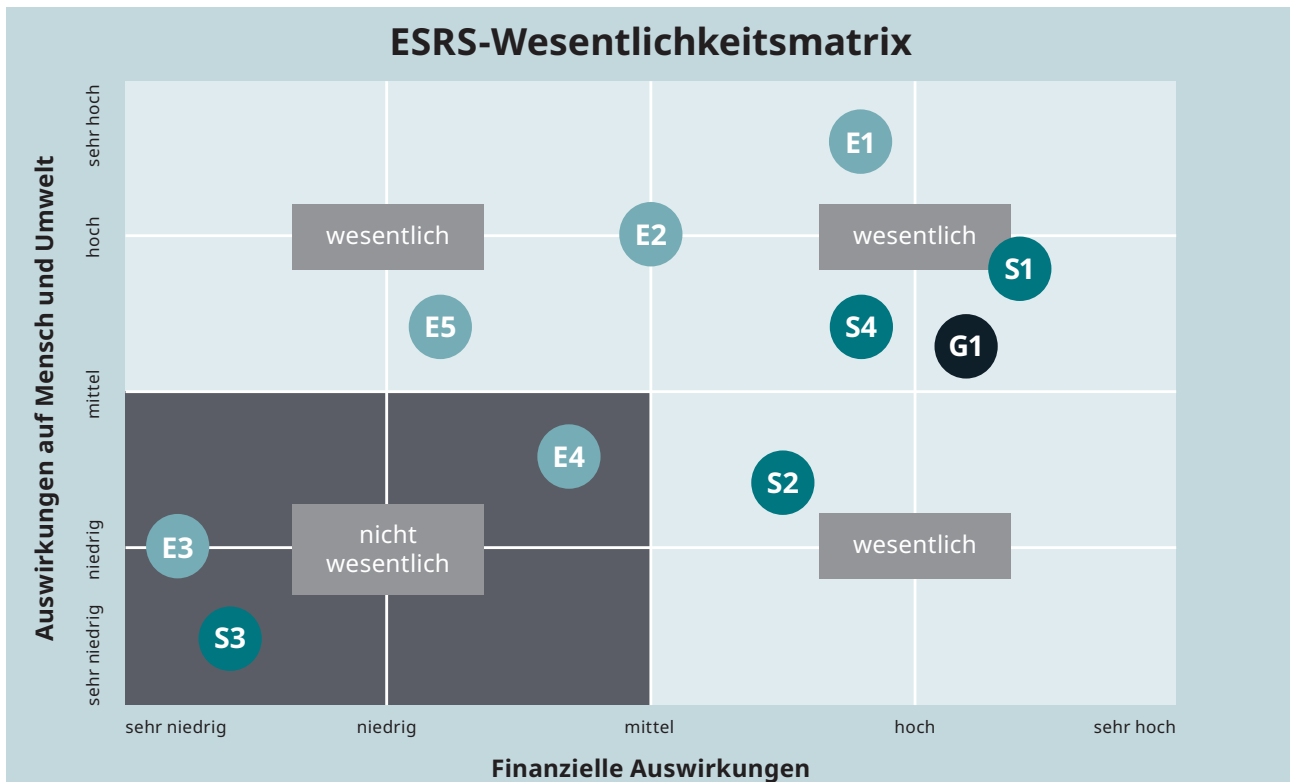 ESRS-Wesentlichkeitsmatrix
Auswirkungen auf Mensch und Umwelt
sehr hoch
hoch
mittel
niedrig
sehr niedrig
E1
wesentlich
E2
wesentlich
S1
E5
S4
G1
E4
S2
E3
nicht
wesentlich
wesentlich
S3
sehr niedrig
niedrig
mittel
hoch
sehr hoch
Finanzielle Auswirkungen